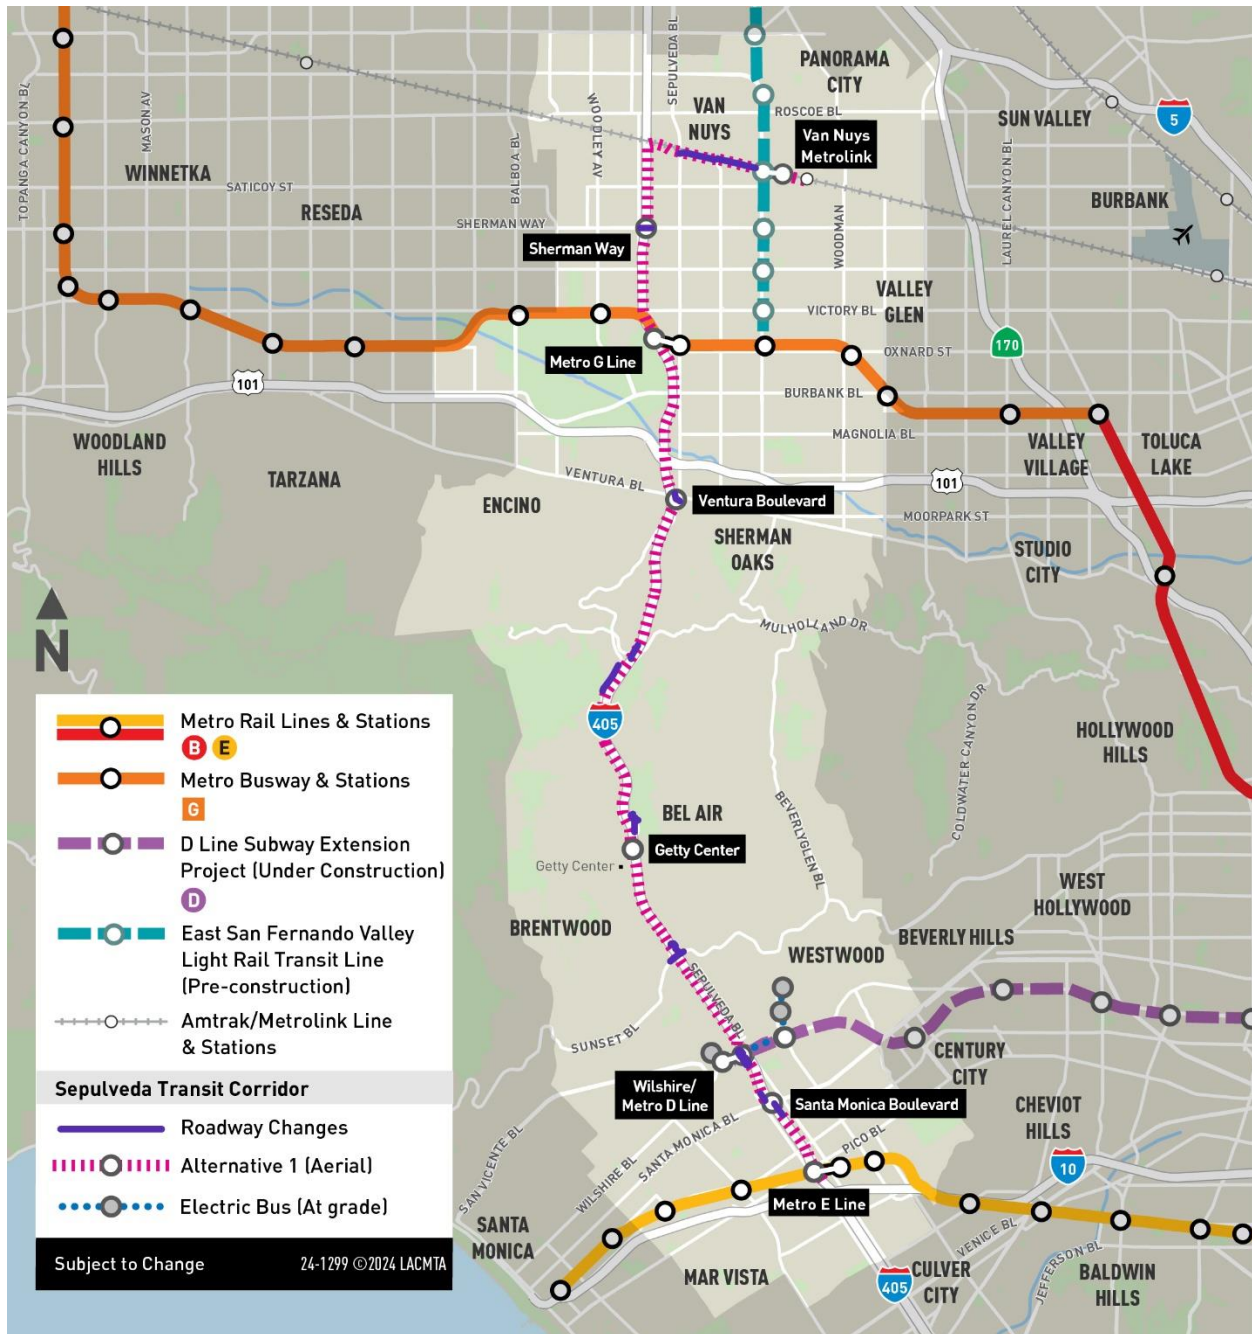 SEPULVEDA BL
PANORAMA
CITY
TOPANGA CANYON BL
MASON AV
WOODLEY AV
BALBOA BL
VAN
NUYS
ROSCOE BL
Van Nuys
Metrolink
SUN VALLEY
5
WINNETKA
SATICOY ST
RESEDA
SHERMAN WAY
Sherman Way
WOODMAN
LAUREL CANYON BL
BURBANK
VALLEY
GLEN
VICTORY BL
OXNARD ST
170
Metro G Line
101
BURBANK BL
MAGNOLIA BL
WOODLAND
HILLS
TARZANA
VENTURA BL
ENCINO
Ventura Boulevard
VALLEY
VILLAGE
TOLUCA
LAKE
101
MOORPARK ST
SHERMAN
OAKS
STUDIO
CITY
N
MULHOLLAND DR
405
COLDWATER CANYON DR
HOLLYWOOD
HILLS
BEL AIR
BEVERLYGLEN BL
Getty Center
Getty Center
BRENTWOOD
WEST
HOLLYWOOD
BEVERLY HILLS
WESTWOOD
SEPULVEDA BL
SUNSET BL
CENTURY
CITY
Wilshire/
Metro D Line
Santa Monica Boulevard
CHEVIOT
HILLS
SAN VICENTE BL
WILSHIRE BL
SANTA MONICA BL
PICO BL
10
Metro E Line
SANTA
MONICA
MAR VISTA
VENICE BL
405
CULVER
CITY
JEFFERSON BL
BALDWIN
HILLS
Metro Rail Lines & Stations
B E
Metro Busway & Stations
G
D Line Subway Extension
Project (Under Construction)
D
East San Fernando Valley
Light Rail Transit Line
(Pre-construction)
Amtrak/Metrolink Line
& Stations
Sepulveda Transit Corridor
Roadway Changes
Alternative 1 (Aerial)
Electric Bus (At grade)
Subject to Change 24-1299 ©2024 LACMTA